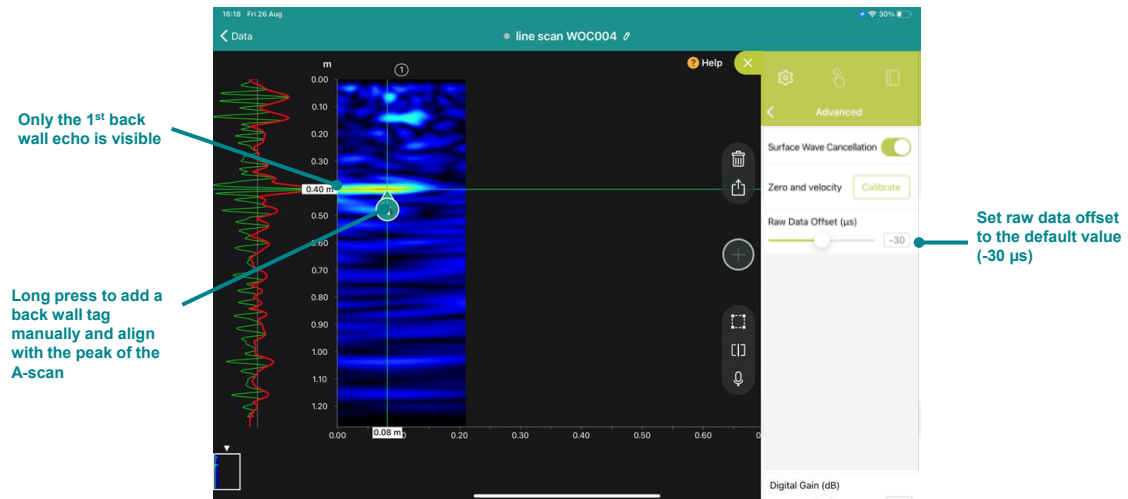 16:18 Fri 26 Aug
30%
Data
line scan WOC004
m
1
Help
0.00
0.10
0.20
0.30
0.40 m
0.50
0.60
0.70
0.80
0.90
1.00
1.10
1.20
0.00
0.08 m
0.20
0.30
0.40
0.50
0.60
0
Advanced
Surface Wave Cancellation
Zero and velocity
Calibrate
Raw Data Offset (µs)
-30
Digital Gain (dB)
Only the 1st back
wall echo is visible
Long press to add a
back wall tag
manually and align
with the peak of the
A-scan
Set raw data offset
to the default value
(-30 µs)